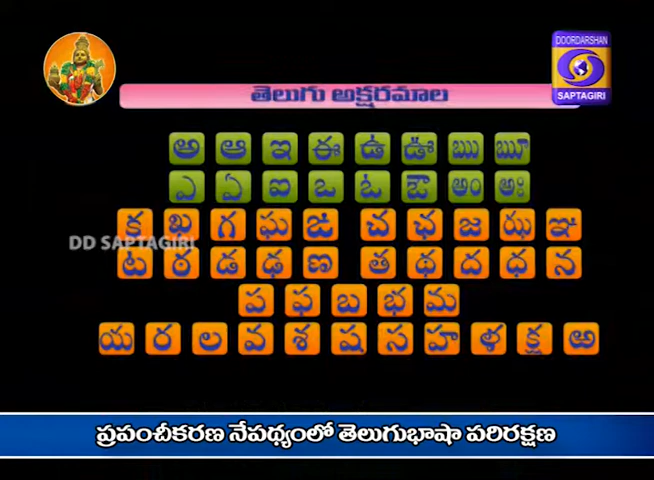 DOORDARSHAN
SAPTAGIRI
తెలుగు అక్షరమాల
అ ఆ ఇ ఈ ఉ ఊ ఋ ౠ
ఎ ఏ ఐ ఒ ఓ ఔ అం అః
క ఖ గ ఘ ఙ చ ఛ జ ఝ ఞ
DD SAPTAGIRI
ట ఠ డ ఢ ణ త థ ద ధ న
ప ఫ బ భ మ
య ర ల వ శ ష స హ ళ క్ష ఱ
ప్రపంచీకరణ నేపథ్యంలో తెలుగుభాషా పరిరక్షణ